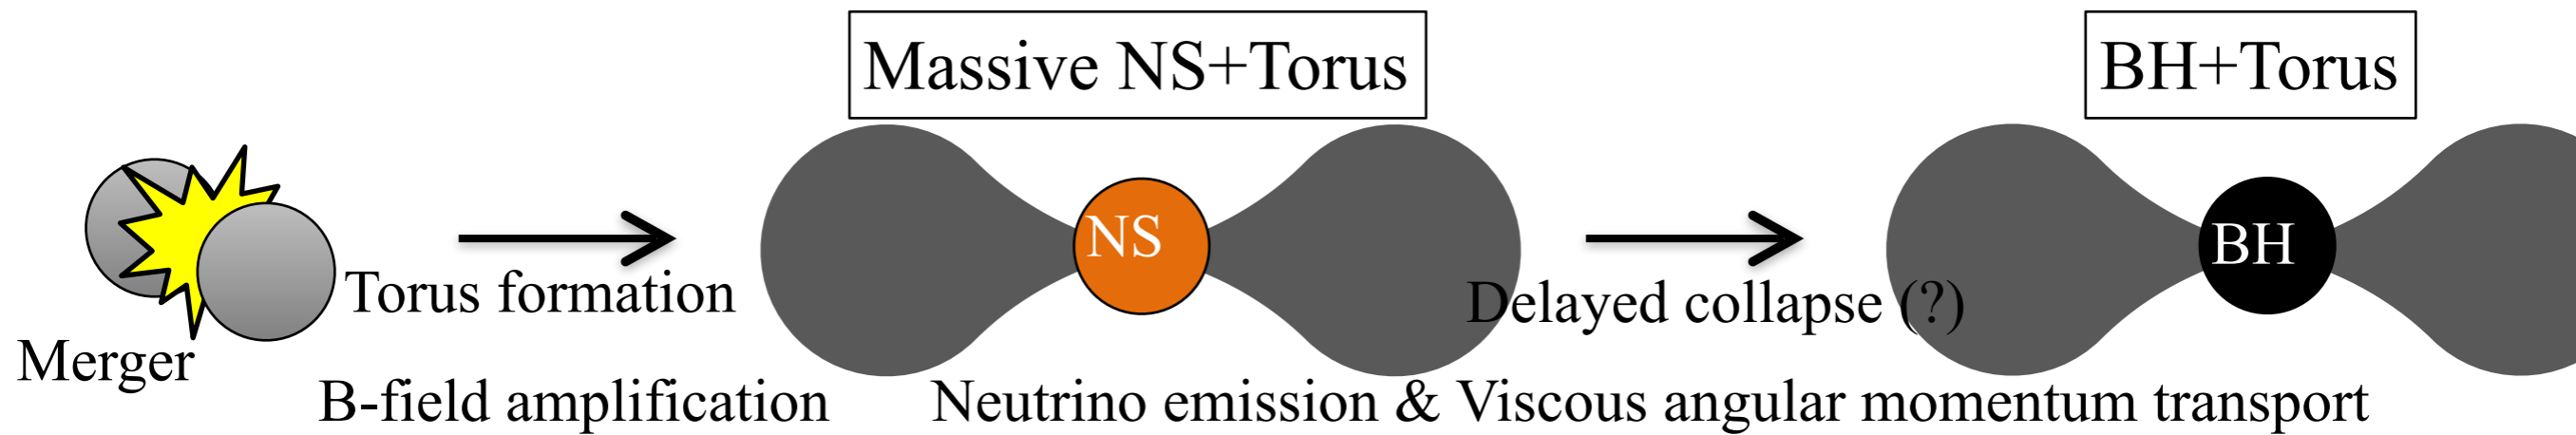 Massive NS+Torus
BH+Torus
NS
BH
Torus formation
Delayed collapse (?)
Merger
B-field amplification
Neutrino emission & Viscous angular momentum transport